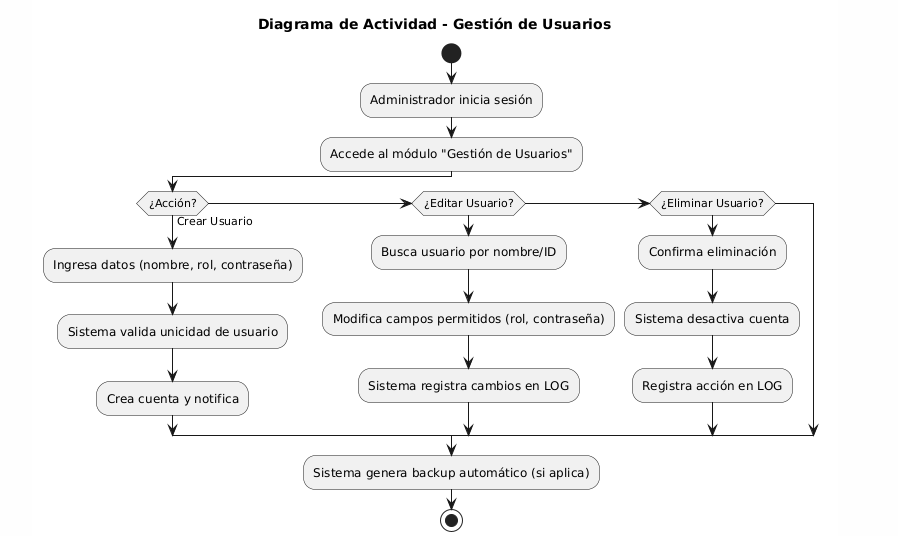 Diagrama de Actividad - Gestión de Usuarios
Administrador inicia sesión
Accede al módulo "Gestión de Usuarios"
¿Acción?
¿Editar Usuario?
¿Eliminar Usuario?
Crear Usuario
Ingresa datos (nombre, rol, contraseña)
Sistema valida unicidad de usuario
Crea cuenta y notifica
Busca usuario por nombre/ID
Modifica campos permitidos (rol, contraseña)
Sistema registra cambios en LOG
Confirma eliminación
Sistema desactiva cuenta
Registra acción en LOG
Sistema genera backup automático (si aplica)